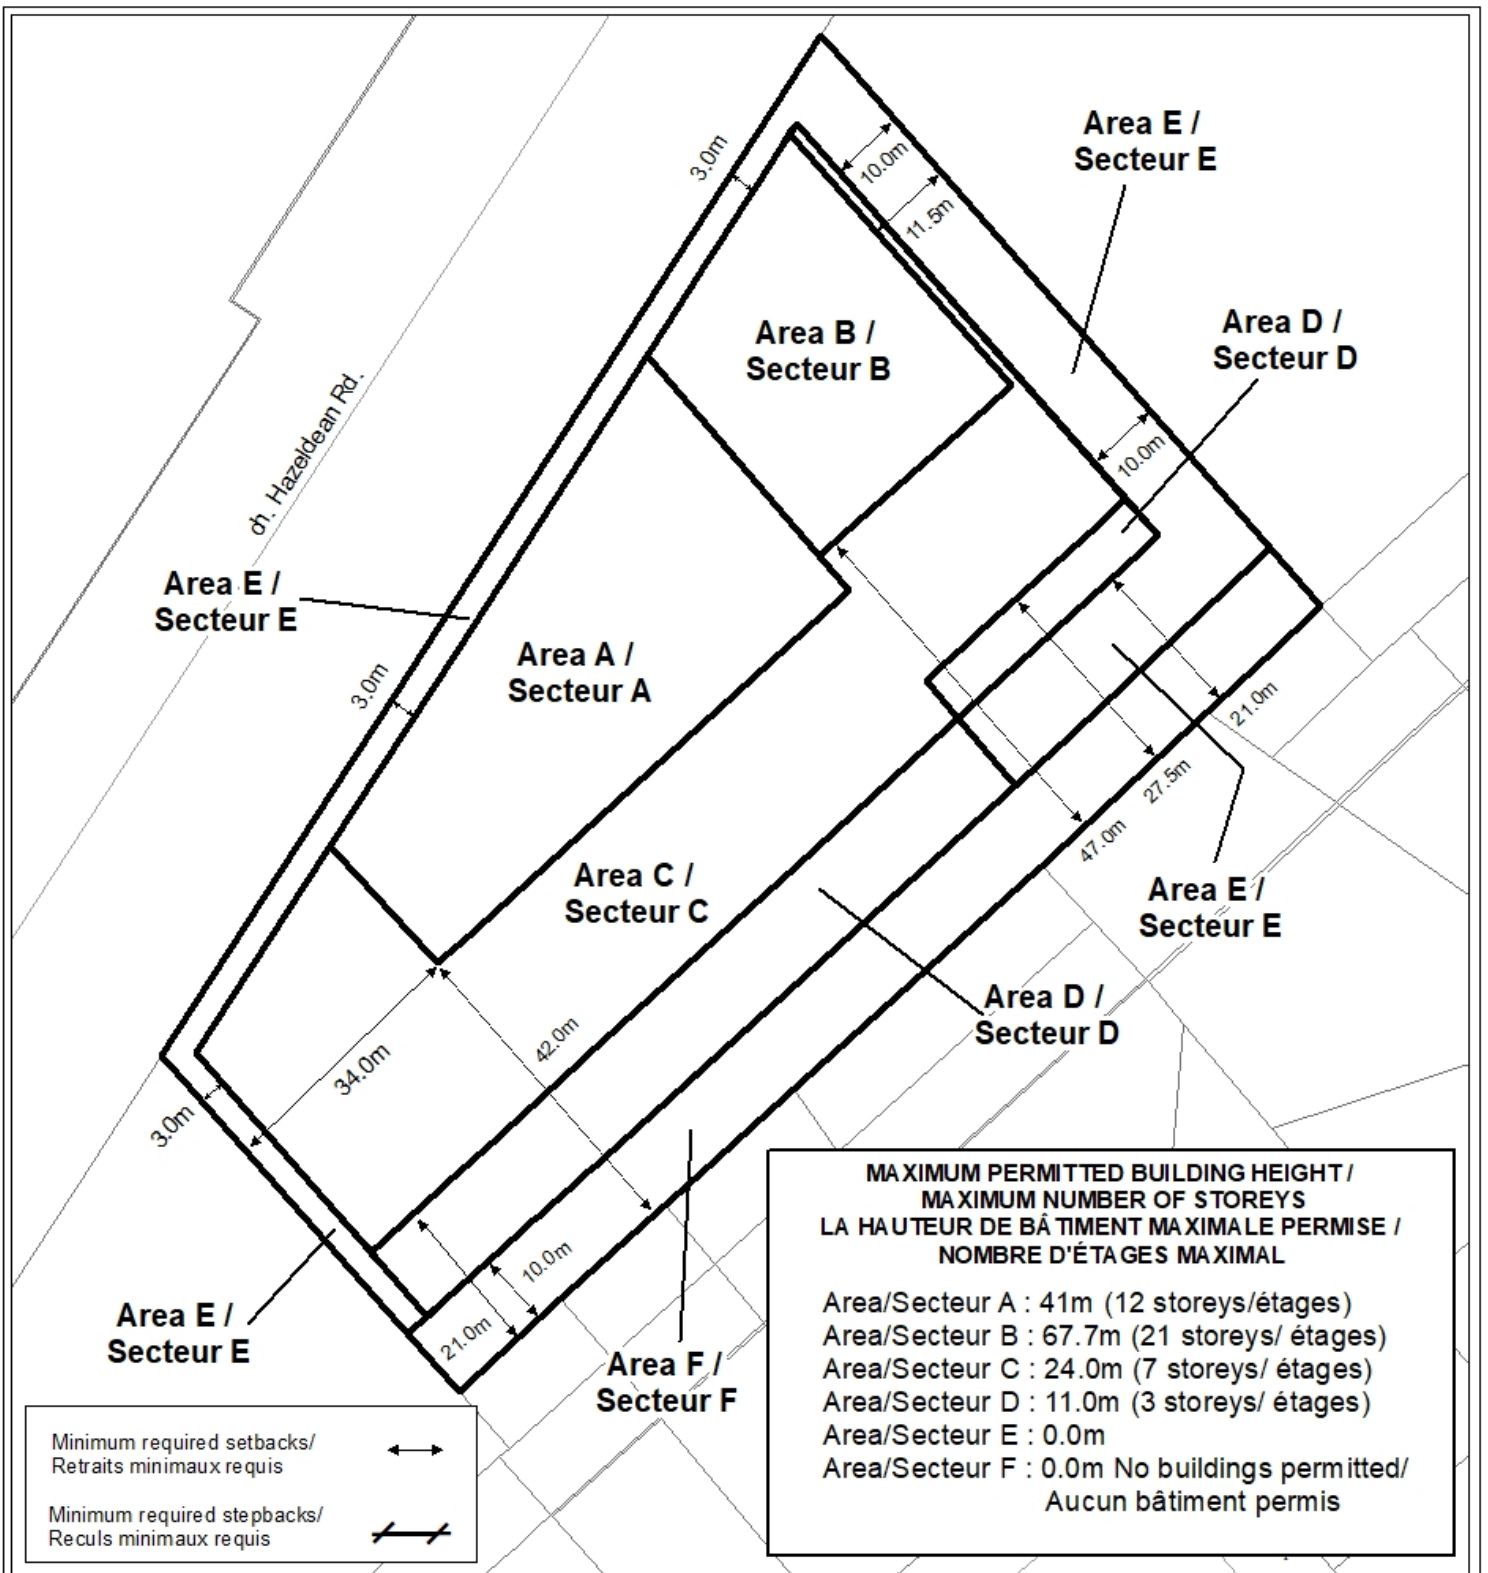 Area E /
Secteur E
3.0m
10.0m
11.5m
Area B /
Secteur B
Area D /
Secteur D
10.0m
ch. Hazeldean Rd.
Area E /
Secteur E
Area A /
Secteur A
3.0m
21.0m
27.5m
47.0m
Area C /
Secteur C
Area E /
Secteur E
Area D /
Secteur D
42.0m
34.0m
3.0m
10.0m
21.0m
Area E /
Secteur E
Area F /
Secteur F
MAXIMUM PERMITTED BUILDING HEIGHT /
MAXIMUM NUMBER OF STOREYS
LA HAUTEUR DE BÂTIMENT MAXIMALE PERMISE /
NOMBRE D'ÉTAGES MAXIMAL
Area/Secteur A : 41m (12 storeys/étages)
Area/Secteur B : 67.7m (21 storeys/ étages)
Area/Secteur C : 24.0m (7 storeys/ étages)
Area/Secteur D : 11.0m (3 storeys/ étages)
Area/Secteur E : 0.0m
Area/Secteur F : 0.0m No buildings permitted/
Aucun bâtiment permis
Minimum required setbacks/
Retraits minimaux requis
Minimum required stepbacks/
Reculs minimaux requis